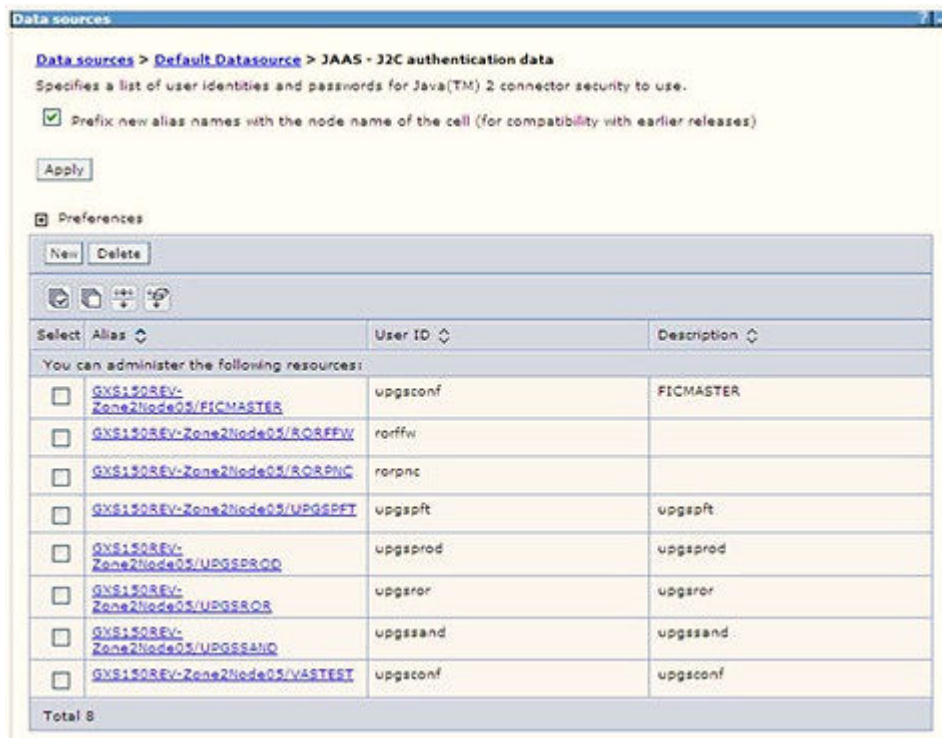 Data sources
?
Data sources > Default Datasource > JAAS - J2C authentication data
Specifies a list of user identities and passwords for Java(TM) 2 connector security to use.
Prefix new alias names with the node name of the cell (for compatibility with earlier releases)
Apply
Preferences
New Delete
Select Alias User ID Description
You can administer the following resources:
GXS150REV-
Zone2Node05/FICMASTER upgsconf FICMASTER
GXS150REV-Zone2Node05/RORFFW rorffw
GXS150REV-Zone2Node05/RORPNC rorpnc
GXS150REV-Zone2Node05/UPGSPFT upgspft upgspft
GXS150REV-
Zone2Node05/UPGSPROD upgsprod upgsprod
GXS150REV-
Zone2Node05/UPGSROR upgsror upgsror
GXS150REV-
Zone2Node05/UPGSSAND upgssand upgssand
GXS150REV-Zone2Node05/VASTEST upgsconf upgsconf
Total 8